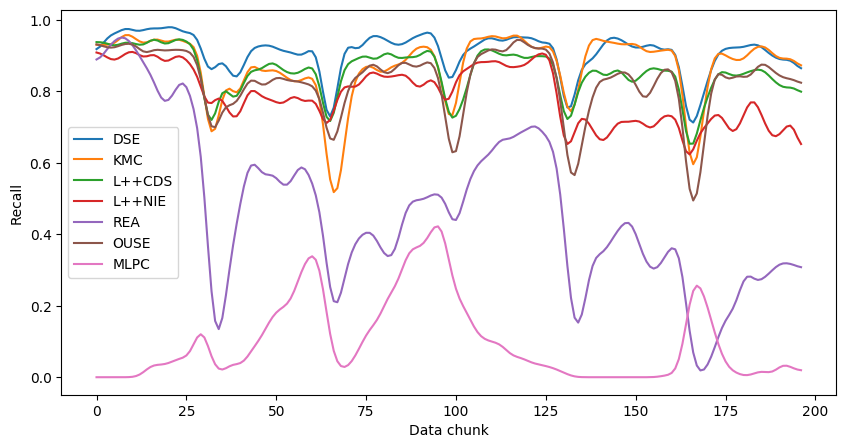 1.0
0.8
0.6
0.4
0.2
0.0
Recall
DSE
KMC
L++CDS
L++NIE
REA
OUSE
MLPC
0 25 50 75 100 125 150 175 200
Data chunk